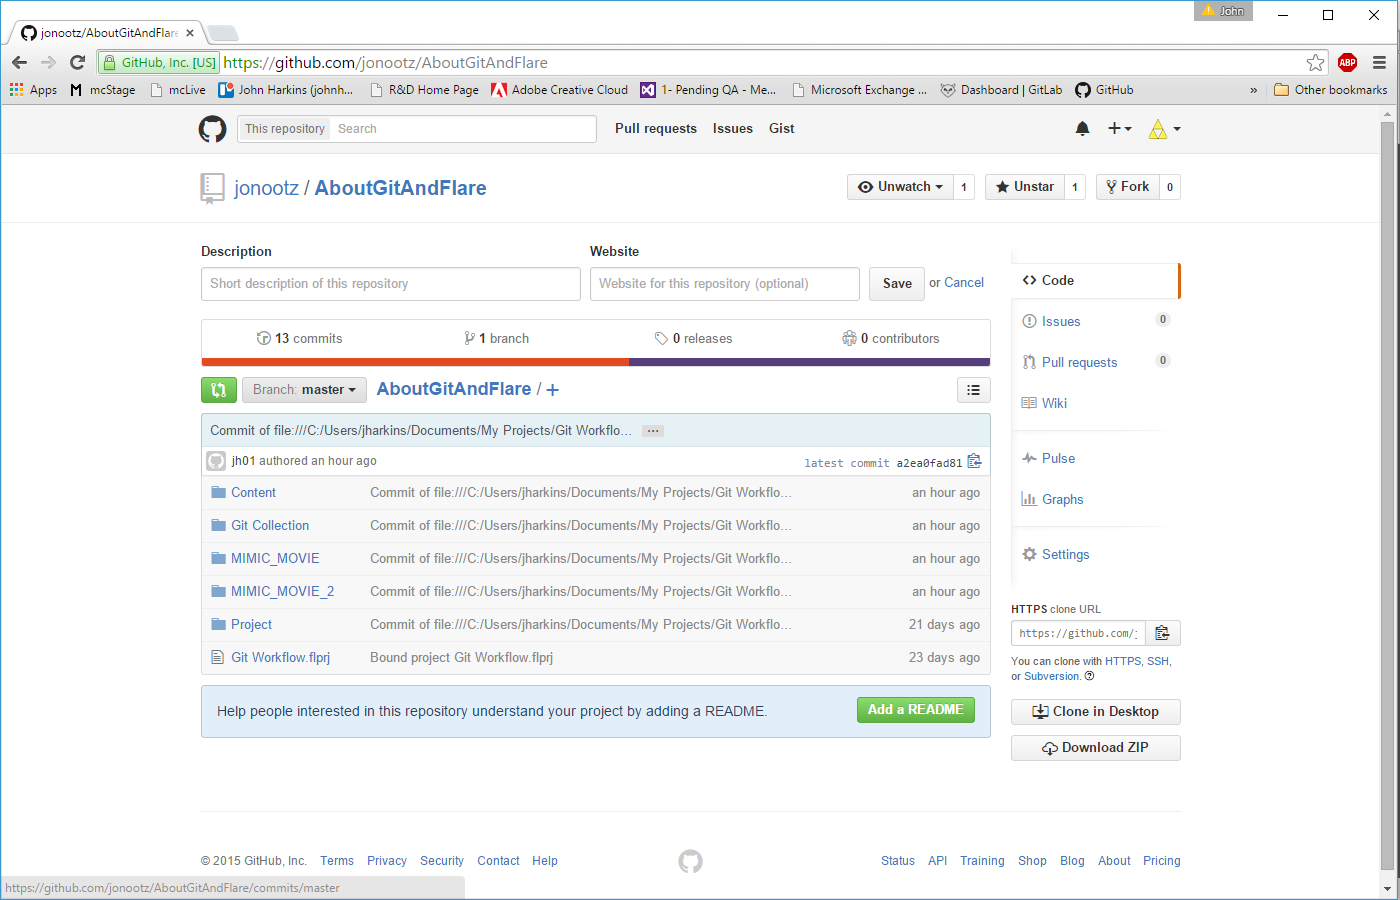 John
jonootz/AboutGitAndFlare
GitHub, Inc. [US] https://github.com/jonootz/AboutGitAndFlare
ABP
Apps mcStage mcLive John Harkins (johnh... R&D Home Page Adobe Creative Cloud 1- Pending QA - Me... Microsoft Exchange ... Dashboard | GitLab GitHub » Other bookmarks
This repository Search Pull requests Issues Gist
jonootz / AboutGitAndFlare Unwatch 1 Unstar 1 Fork 0
Description Website
Short description of this repository Website for this repository (optional) Save or Cancel
13 commits 1 branch 0 releases 0 contributors
Branch: master AboutGitAndFlare / +
Commit of file:///C:/Users/jharkins/Documents/My Projects/Git Workflo… …
jh01 authored an hour ago latest commit a2ea0fad81
Content Commit of file:///C:/Users/jharkins/Documents/My Projects/Git Workflo… an hour ago
Git Collection Commit of file:///C:/Users/jharkins/Documents/My Projects/Git Workflo… an hour ago
MIMIC_MOVIE Commit of file:///C:/Users/jharkins/Documents/My Projects/Git Workflo… an hour ago
MIMIC_MOVIE_2 Commit of file:///C:/Users/jharkins/Documents/My Projects/Git Workflo… an hour ago
Project Commit of file:///C:/Users/jharkins/Documents/My Projects/Git Workflo… 21 days ago
Git Workflow.flprj Bound project Git Workflow.flprj 23 days ago
Help people interested in this repository understand your project by adding a README. Add a README
Code
Issues 0
Pull requests 0
Wiki
Pulse
Graphs
Settings
HTTPS clone URL
https://github.com/
You can clone with HTTPS, SSH,
or Subversion.
Clone in Desktop
Download ZIP
© 2015 GitHub, Inc. Terms Privacy Security Contact Help Status API Training Shop Blog About Pricing
https://github.com/jonootz/AboutGitAndFlare/commits/master